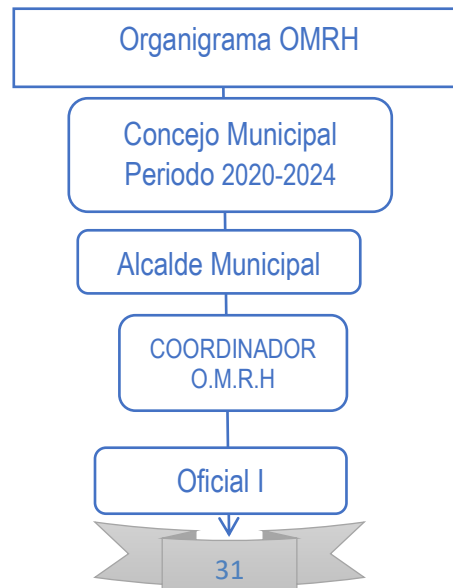 Organigrama OMRH
Concejo Municipal
Periodo 2020-2024
Alcalde Municipal
COORDINADOR
O.M.R.H
Oficial I
31